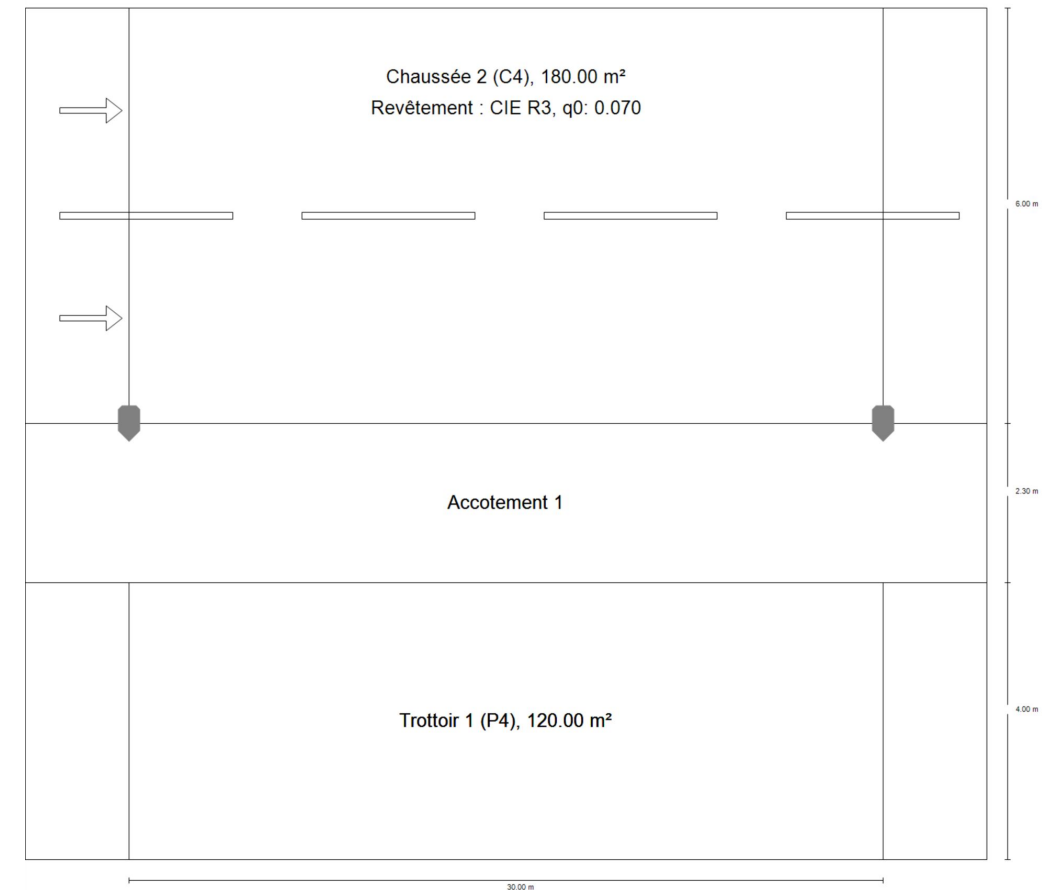 Chaussée 2 (C4), 180.00 m²
Revêtement : CIE R3, q0: 0.070
6.00 m
Accotement 1
2.30 m
Trottoir 1 (P4), 120.00 m²
4.00 m
30.00 m